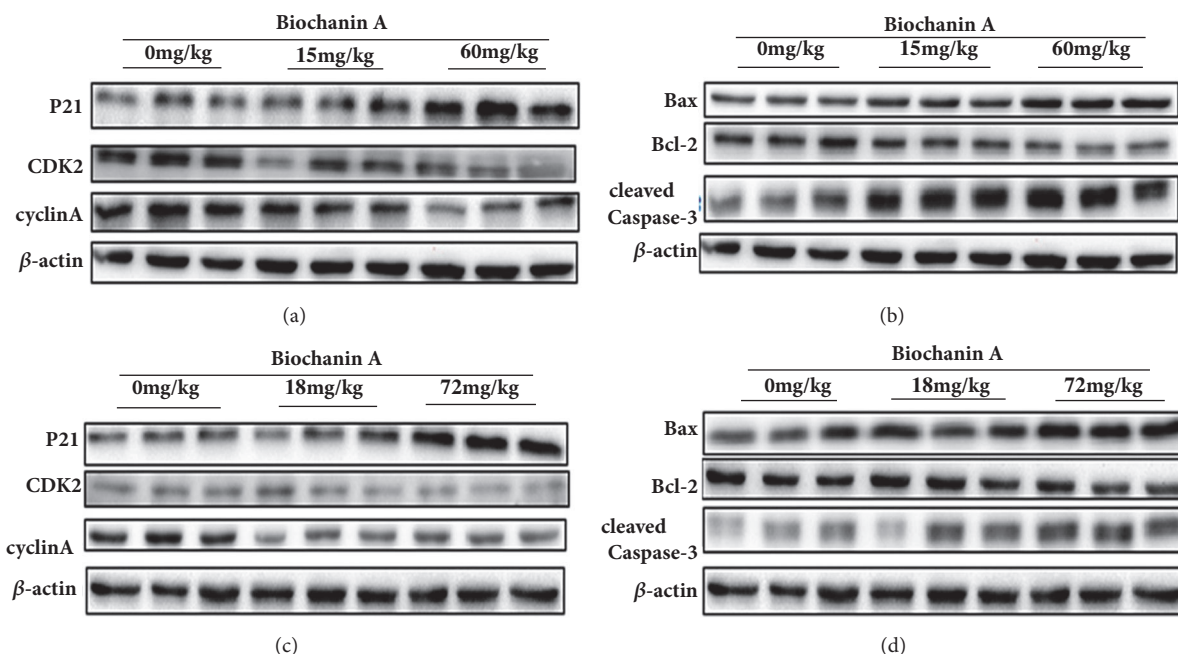 Biochanin A
0mg/kg 15mg/kg 60mg/kg
P21
CDK2
cyclinA
β-actin
(a)
Biochanin A
0mg/kg 15mg/kg 60mg/kg
Bax
Bcl-2
cleaved
Caspase-3
β-actin
(b)
Biochanin A
0mg/kg 18mg/kg 72mg/kg
P21
CDK2
cyclinA
β-actin
(c)
Biochanin A
0mg/kg 18mg/kg 72mg/kg
Bax
Bcl-2
cleaved
Caspase-3
β-actin
(d)